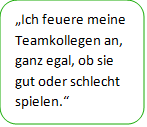 „Ich feuere meine
Teamkollegen an,
ganz egal, ob sie
gut oder schlecht
spielen.“